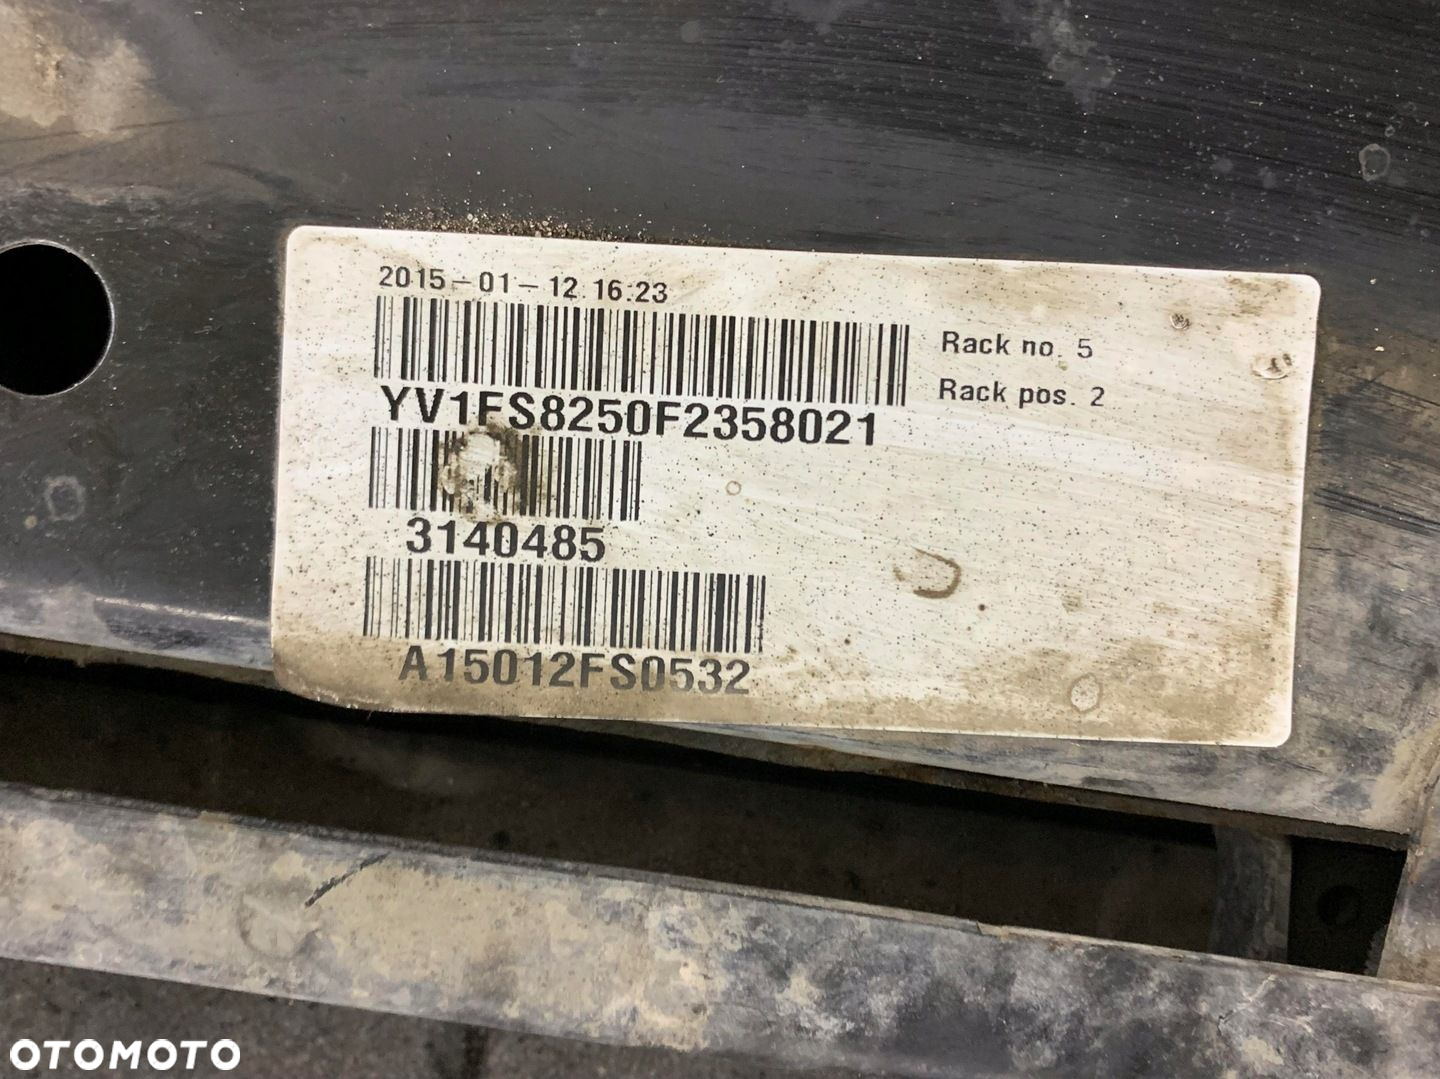 2015-01-12 16:23
Rack no. 5
YV1FS8250F2358021
Rack pos. 2
3140485
A15012FS0532
OTOMOTO